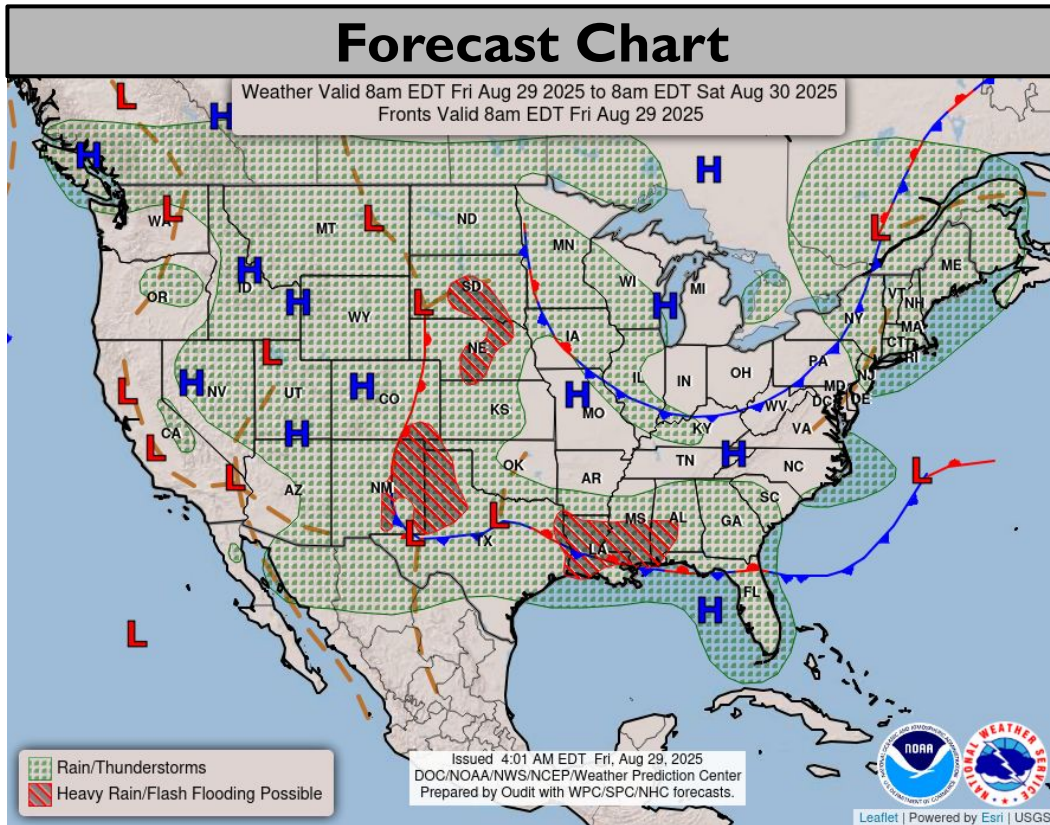 Forecast Chart
Weather Valid 8am EDT Fri Aug 29 2025 to 8am EDT Sat Aug 30 2025
Fronts Valid 8am EDT Fri Aug 29 2025
L
H
H
H
L
WA
L
MT
ND
MN
L
ME
H
ID
OR
H
WY
L
SD
WI
H
MI
VT
NH
NY
MA
CT
RI
L
NE
IA
PA
NJ
L
H
NV
UT
H
CO
KS
H
MO
IL
IN
OH
MD
DE
DC
WV
VA
KY
CA
H
L
L
AZ
NM
OK
AR
TN
H
NC
L
SC
L
L
TX
LA
MS
AL
GA
FL
H
L
Rain/Thunderstorms
Heavy Rain/Flash Flooding Possible
Issued 4:01 AM EDT Fri, Aug 29, 2025
DOC/NOAA/NWS/NCEP/Weather Prediction Center
Prepared by Oudit with WPC/SPC/NHC forecasts.
NOAA
NATIONAL WEATHER SERVICE
Leaflet | Powered by Esri | USGS